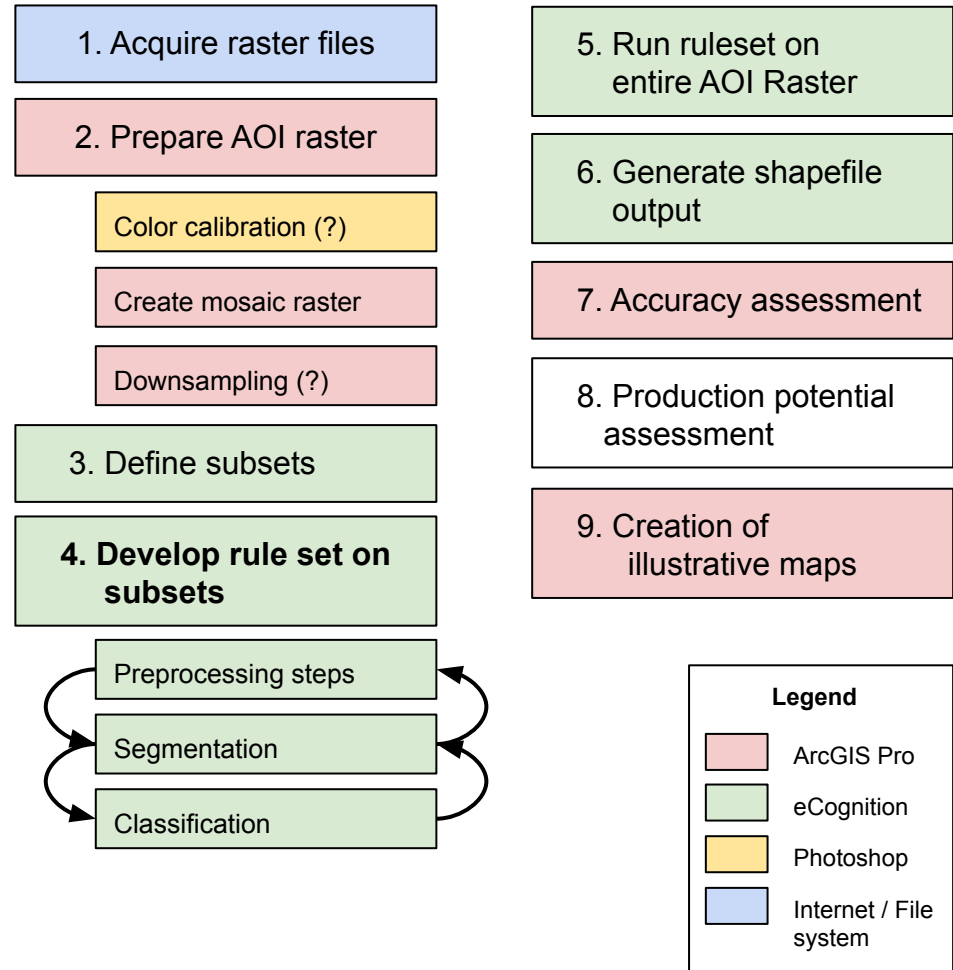 1. Acquire raster files
2. Prepare AOI raster
Color calibration (?)
Create mosaic raster
Downsampling (?)
3. Define subsets
4. Develop rule set on
subsets
Preprocessing steps
Segmentation
Classification
5. Run ruleset on
entire AOI Raster
6. Generate shapefile
output
7. Accuracy assessment
8. Production potential
assessment
9. Creation of
illustrative maps
Legend
ArcGIS Pro
eCognition
Photoshop
Internet / File
system